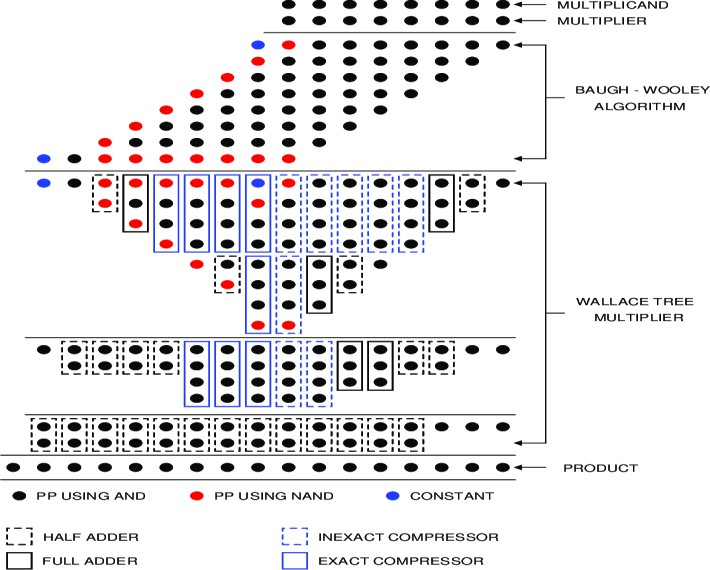 MULTIPLICAND
MULTIPLIER
BAUGH - WOOLEY
ALGORITHM
WALLACE TREE
MULTIPLIER
PRODUCT
PP USING AND
PP USING NAND
CONSTANT
HALF ADDER
INEXACT COMPRESSOR
FULL ADDER
EXACT COMPRESSOR